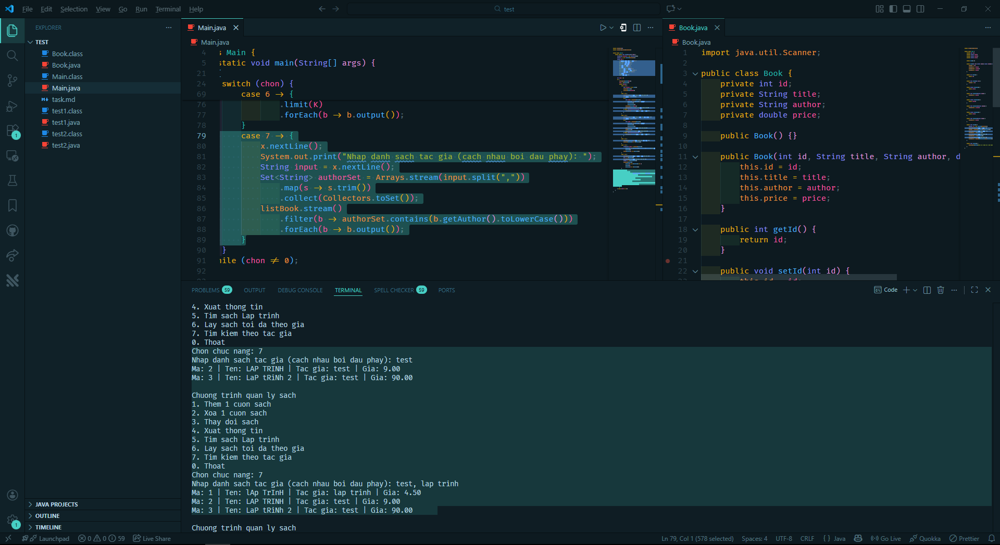 File Edit Selection View Go Run Terminal Help
test
EXPLORER
TEST
Book.class
Book.java
Main.class
Main.java
task.md
test1.class
test1.java
test2.class
test2.java
JAVA PROJECTS
OUTLINE
TIMELINE
1
1
Main.java
Main.java
4 s Main {
5 static void main(String[] args) {
21
24 switch (chon) {
69 case 6 -> {
76 .limit(K)
77 .forEach(b -> b.output());
78 }
79 case 7 -> {
80 x.nextLine();
81 System.out.print("Nhap danh sach tac gia (cach nhau boi dau phay): ");
82 String input = x.nextLine();
83 Set<String> authorSet = Arrays.stream(input.split(","))
84 .map(s -> s.trim())
85 .collect(Collectors.toSet());
86 listBook.stream()
87 .filter(b -> authorSet.contains(b.getAuthor().toLowerCase()))
88 .forEach(b -> b.output());
89 }
90 }
91 hile (chon != 0);
92
Book.java
Book.java
1 import java.util.Scanner;
2
3 public class Book {
4 private int id;
5 private String title;
6 private String author;
7 private double price;
8
9 public Book() {}
10
11 public Book(int id, String title, String author, d
12 this.id = id;
13 this.title = title;
14 this.author = author;
15 this.price = price;
16 }
17
18 public int getId() {
19 return id;
20 }
21
22 public void setId(int id) {
PROBLEMS 59 OUTPUT DEBUG CONSOLE TERMINAL SPELL CHECKER 59 PORTS
Code
4. Xuat thong tin
5. Tim sach Lap trinh
6. Lay sach toi da theo gia
7. Tim kiem theo tac gia
0. Thoat
Chon chuc nang: 7
Nhap danh sach tac gia (cach nhau boi dau phay): test
Ma: 2 | Ten: LAP TRINH | Tac gia: test | Gia: 9.00
Ma: 3 | Ten: LaP tRiNh 2 | Tac gia: test | Gia: 90.00
Chuong trinh quan ly sach
1. Them 1 cuon sach
2. Xoa 1 cuon sach
3. Thay doi sach
4. Xuat thong tin
5. Tim sach Lap trinh
6. Lay sach toi da theo gia
7. Tim kiem theo tac gia
0. Thoat
Chon chuc nang: 7
Nhap danh sach tac gia (cach nhau boi dau phay): test, lap trinh
Ma: 1 | Ten: lAp TrInH | Tac gia: lap trinh | Gia: 4.50
Ma: 2 | Ten: LAP TRINH | Tac gia: test | Gia: 9.00
Ma: 3 | Ten: LaP tRiNh 2 | Tac gia: test | Gia: 90.00
Chuong trinh quan ly sach
Launchpad 0 0 59 Live Share
Ln 79, Col 1 (578 selected) Spaces: 4 UTF-8 CRLF { } Java Go Live Quokka Prettier